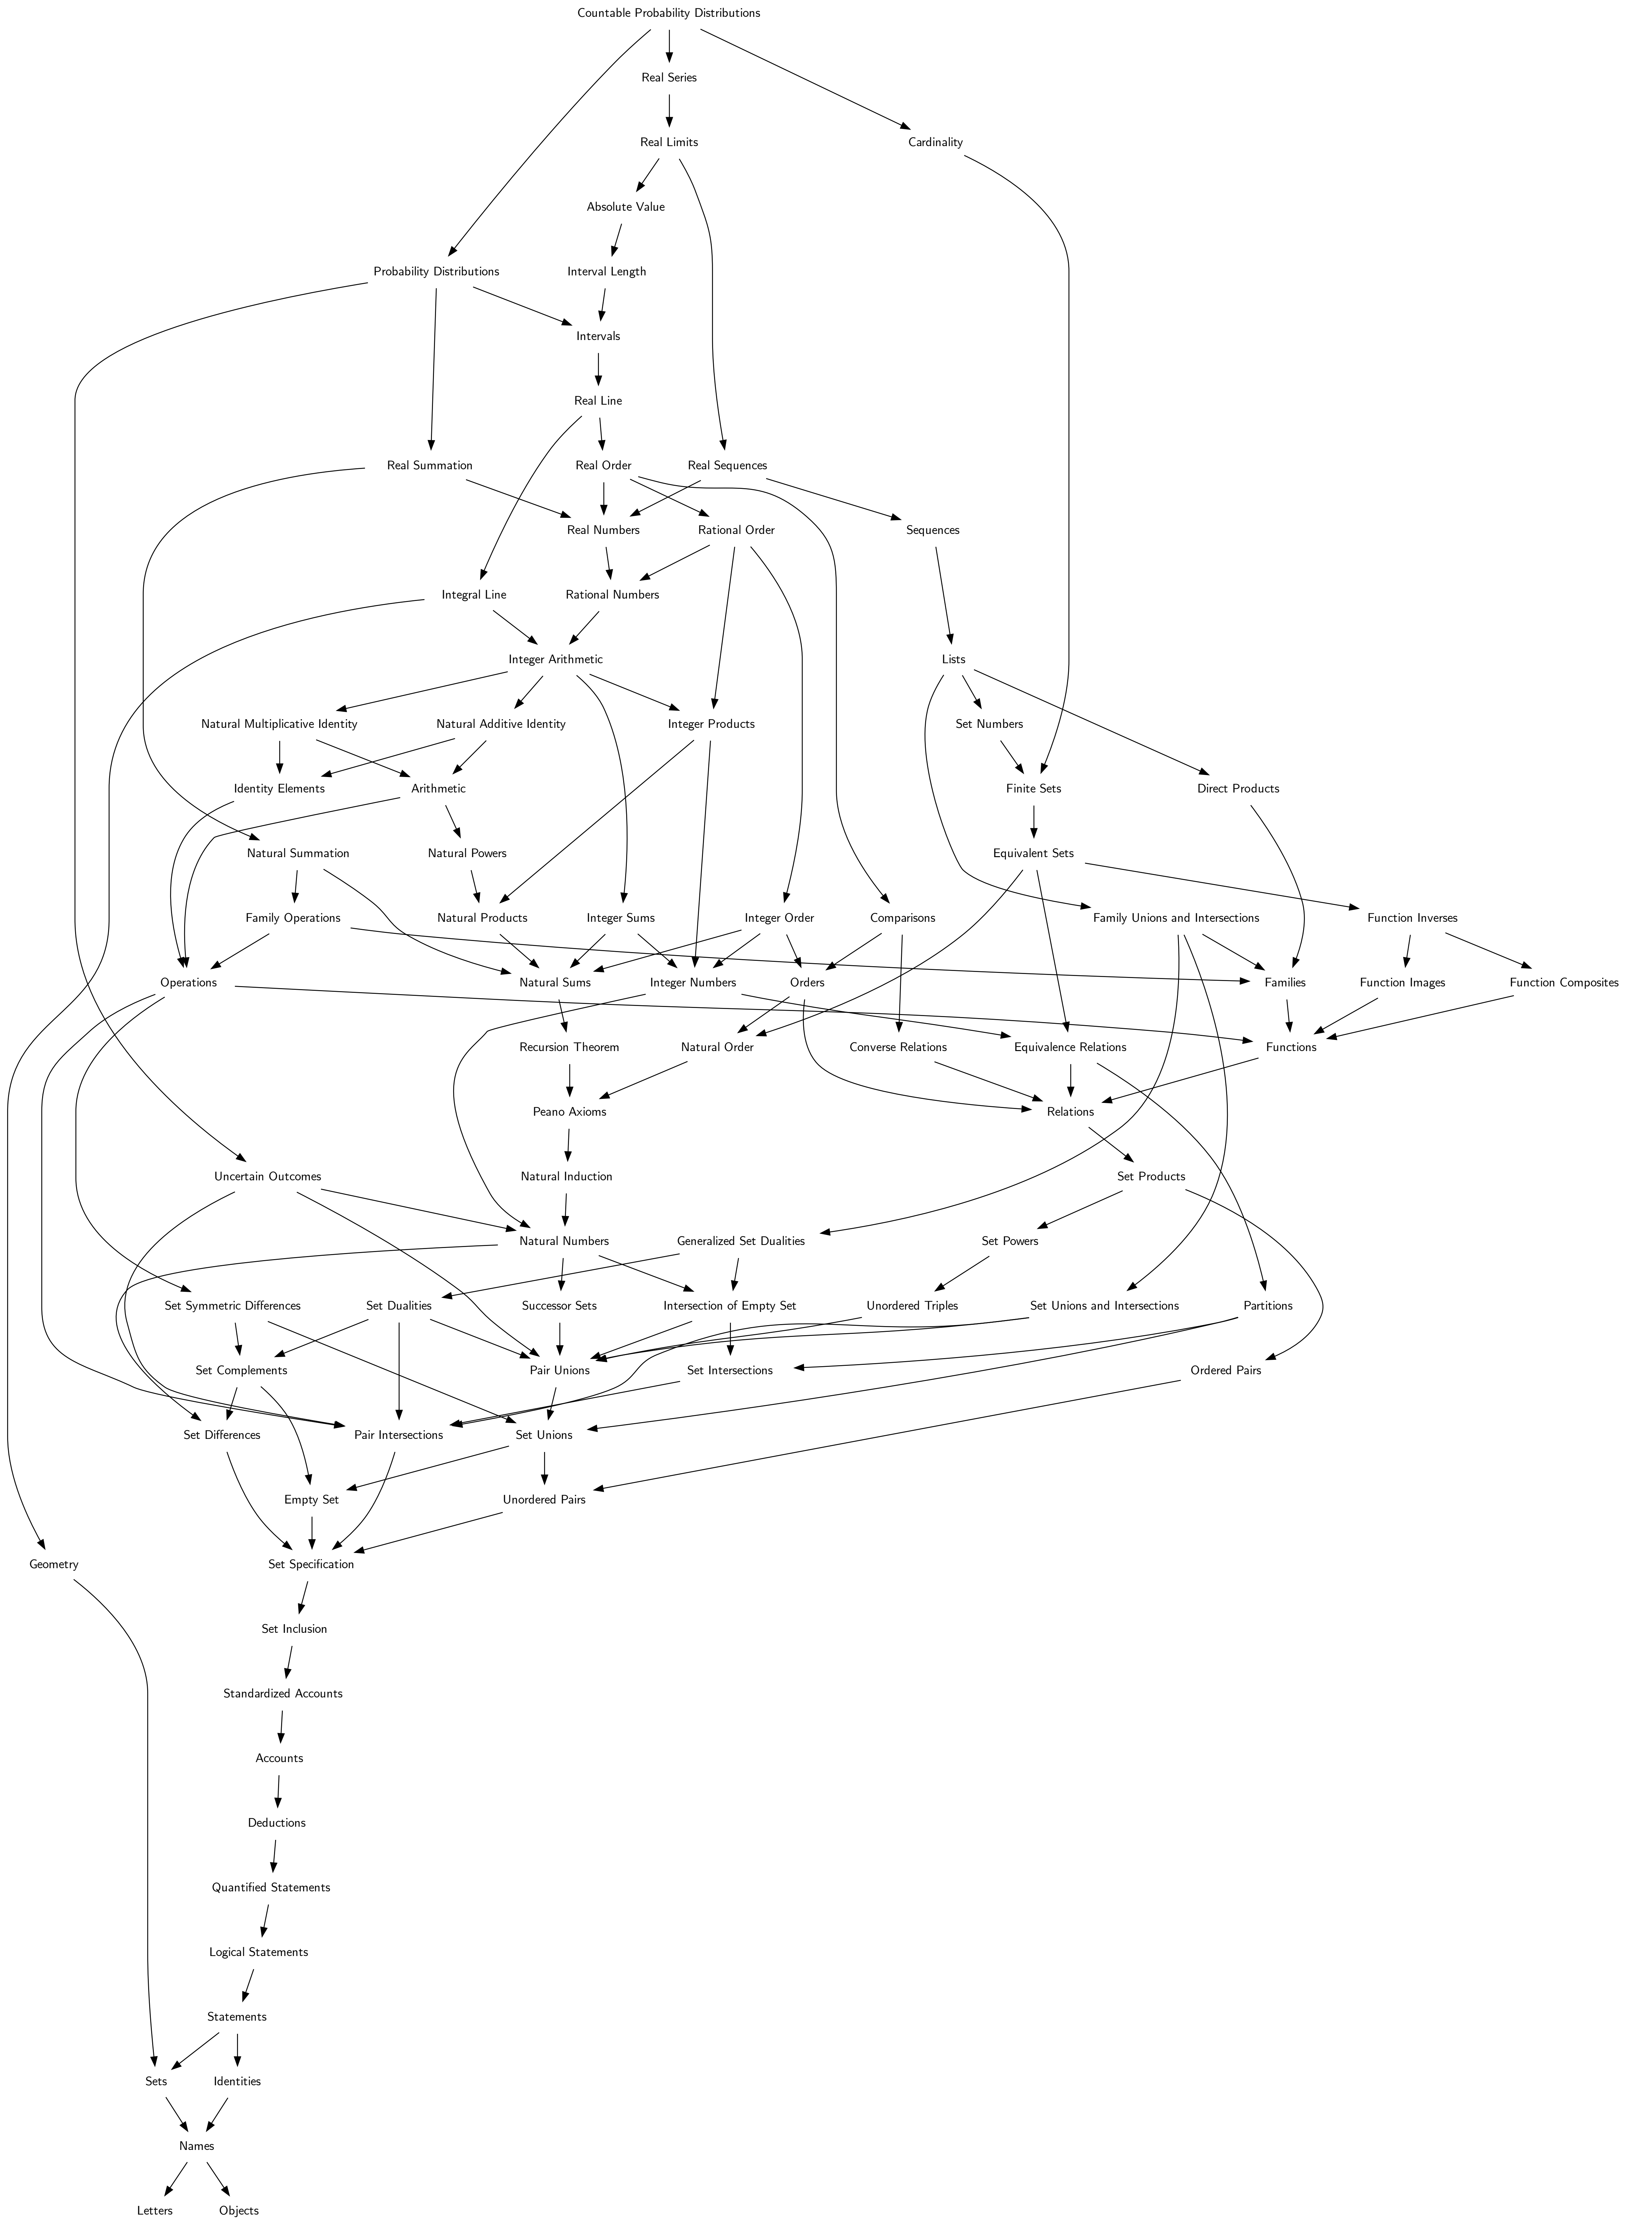 Countable Probability Distributions
Real Series
Real Limits
Cardinality
Absolute Value
Probability Distributions
Interval Length
Intervals
Real Line
Real Summation
Real Order
Real Sequences
Real Numbers
Rational Order
Sequences
Integral Line
Rational Numbers
Integer Arithmetic
Lists
Natural Multiplicative Identity
Natural Additive Identity
Integer Products
Set Numbers
Identity Elements
Arithmetic
Finite Sets
Direct Products
Natural Summation
Natural Powers
Equivalent Sets
Family Operations
Natural Products
Integer Sums
Integer Order
Comparisons
Family Unions and Intersections
Function Inverses
Operations
Natural Sums
Integer Numbers
Orders
Families
Function Images
Function Composites
Recursion Theorem
Natural Order
Converse Relations
Equivalence Relations
Functions
Peano Axioms
Relations
Uncertain Outcomes
Natural Induction
Set Products
Natural Numbers
Generalized Set Dualities
Set Powers
Set Symmetric Differences
Set Dualities
Successor Sets
Intersection of Empty Set
Unordered Triples
Set Unions and Intersections
Partitions
Set Complements
Pair Unions
Set Intersections
Ordered Pairs
Set Differences
Pair Intersections
Set Unions
Empty Set
Unordered Pairs
Geometry
Set Specification
Set Inclusion
Standardized Accounts
Accounts
Deductions
Quantified Statements
Logical Statements
Statements
Sets
Identities
Names
Letters
Objects